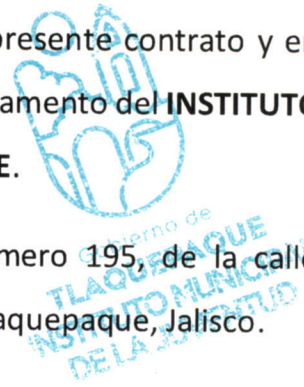 presente contrato y e
amento del INSTITUTO
E.
Gobierno de
TLAQUEPAQUE
mero 195, de la calle
INSTITUTO MUNICIPAL
aquepaque, Jalisco.
DE LA JUVENTUD